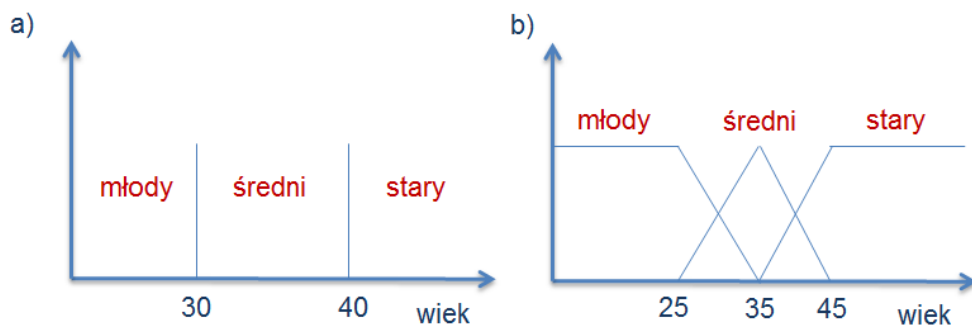 a)
młody średni stary
30 40 wiek
b)
młody średni stary
25 35 45 wiek